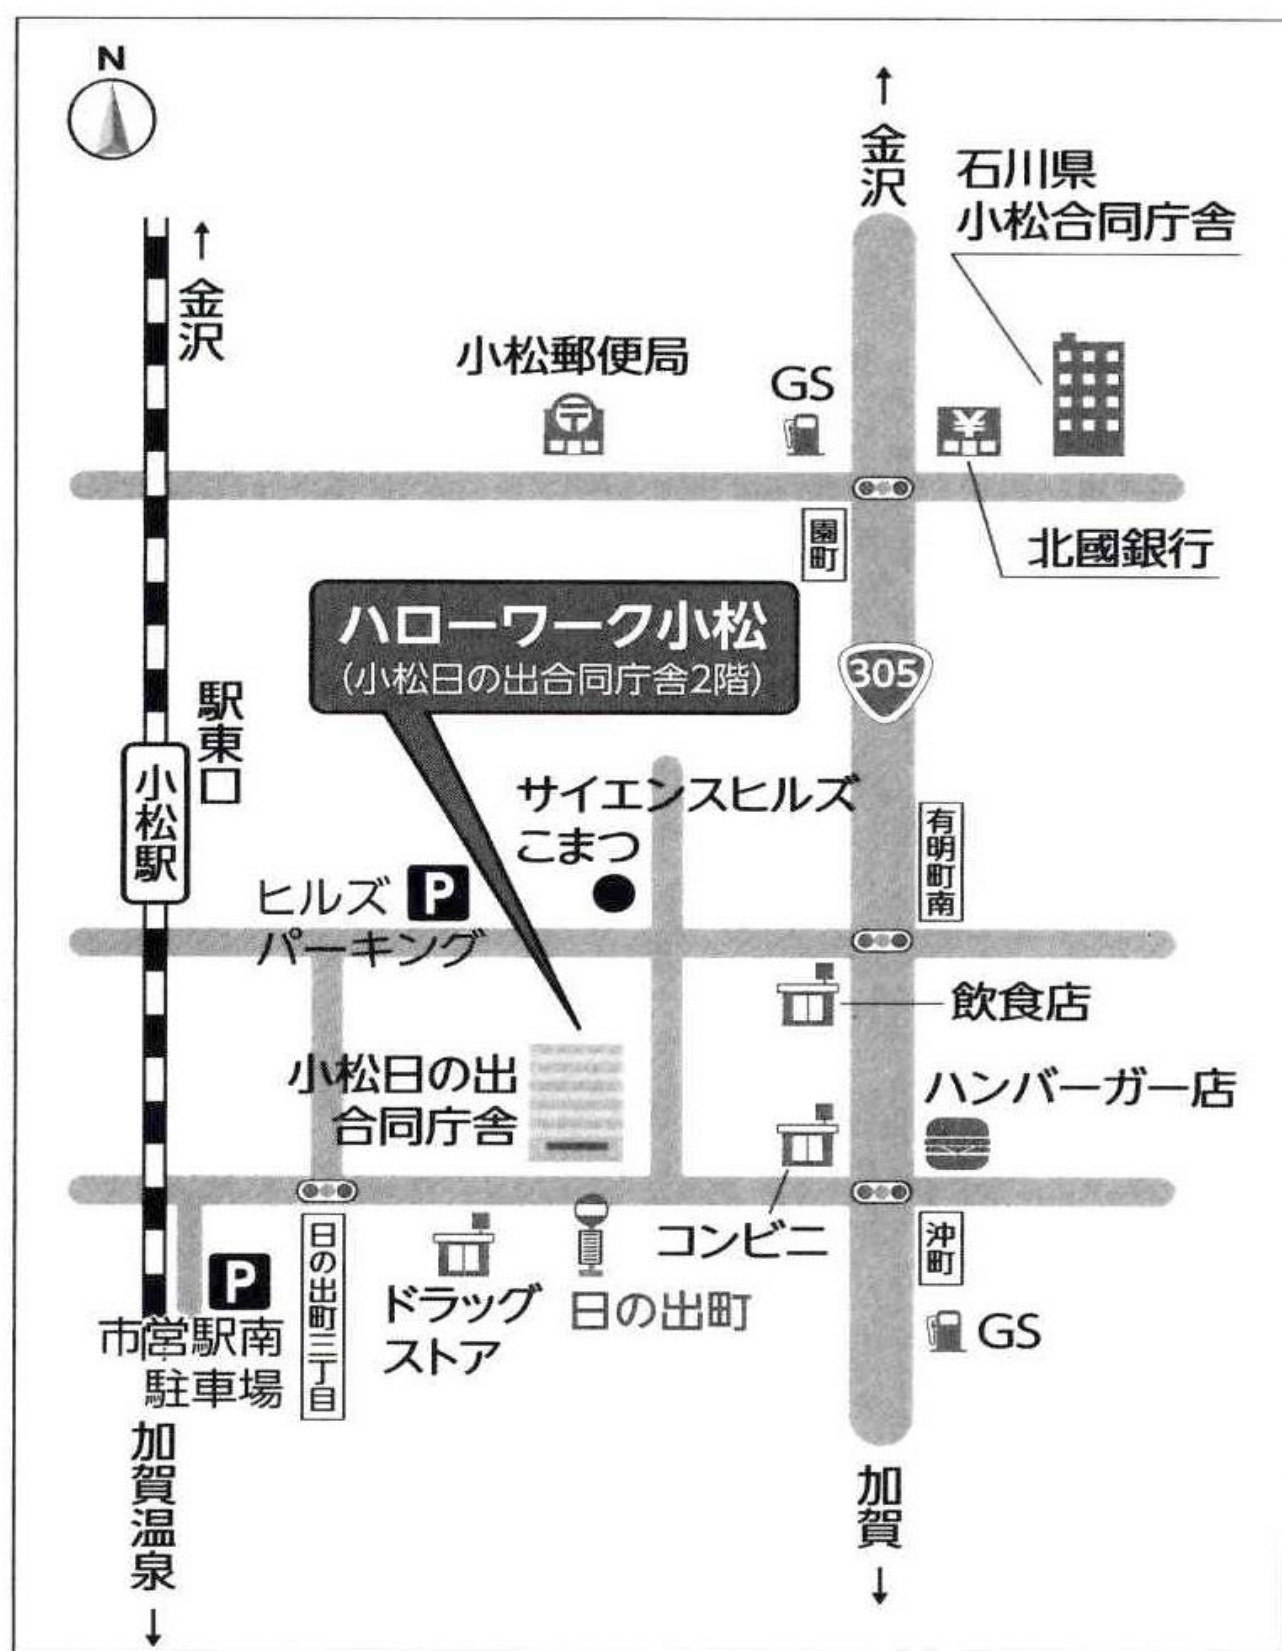 N
↑
金沢
石川県
小松合同庁舎
↑
金沢
小松郵便局
〒
GS
¥
園町
北國銀行
ハローワーク小松
(小松日の出合同庁舎2階)
305
駅東口
小松駅
サイエンスヒルズ
こまつ
有明町南
ヒルズ
パーキング
P
飲食店
小松日の出
合同庁舎
ハンバーガー店
コンビニ
沖町
日の出町三丁目
P
市営駅南
駐車場
ドラッグ
ストア
日の出町
GS
加賀温泉
↓
加賀
↓